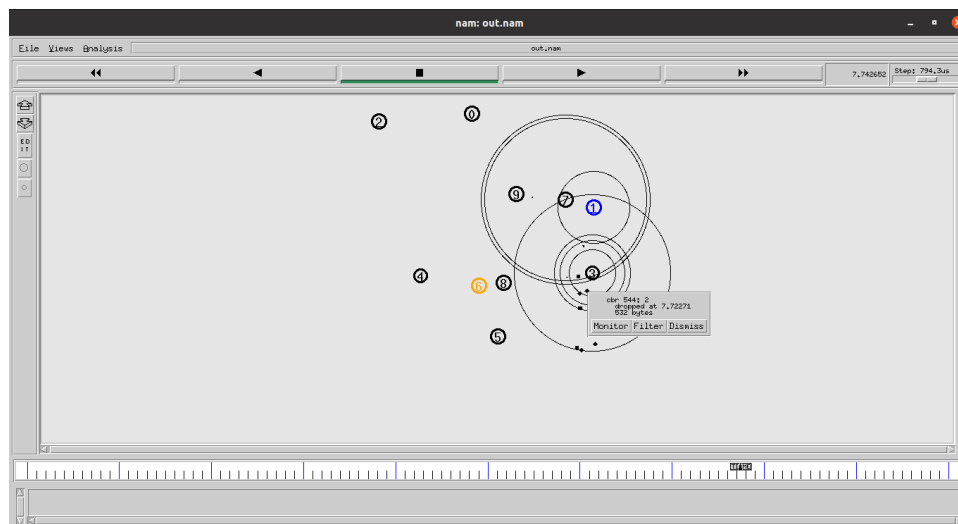 nam: out.nam
File Views Analysis
out.nam
7.742652 Step: 794.3us
ED
IT
2
0
9
7
1
4
6
8
3
5
cbr 544: 2
dropped at 7.72271
532 bytes
Monitor Filter Dismiss